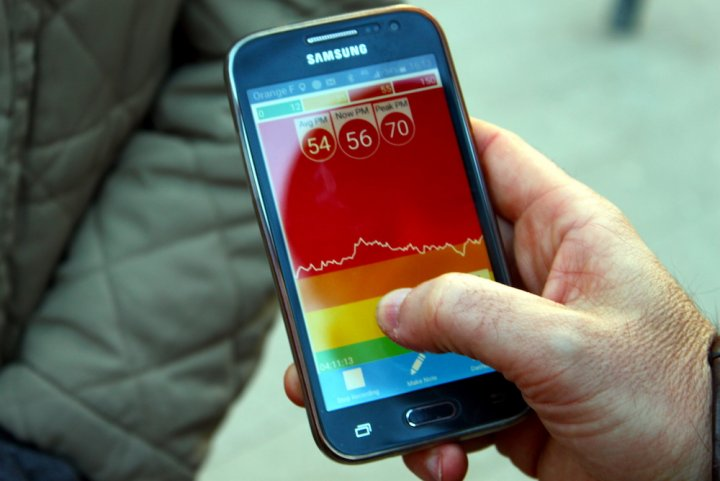 SAMSUNG
Orange F
0 12 55 150
Avg PM Now PM Peak PM
54 56 70
04:11:13
Stop Recording Make Note